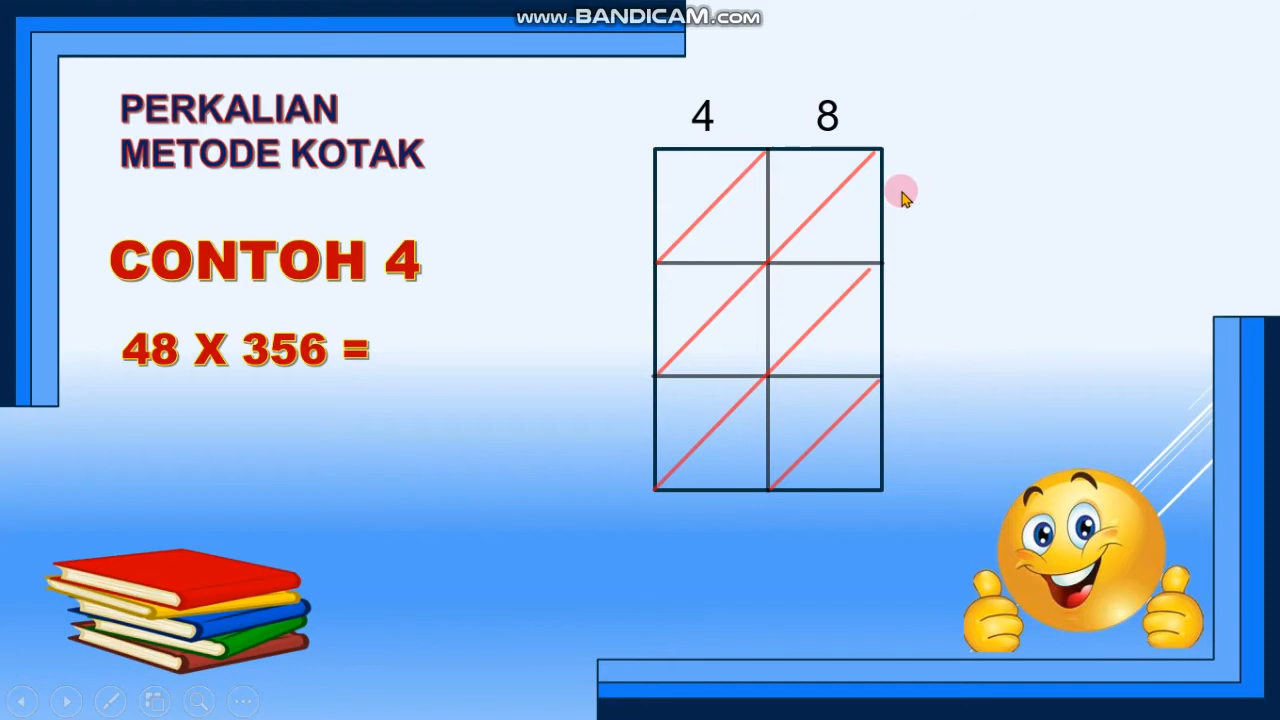 www.BANDICAM.com
PERKALIAN
METODE KOTAK
CONTOH 4
48 X 356 =
4 8